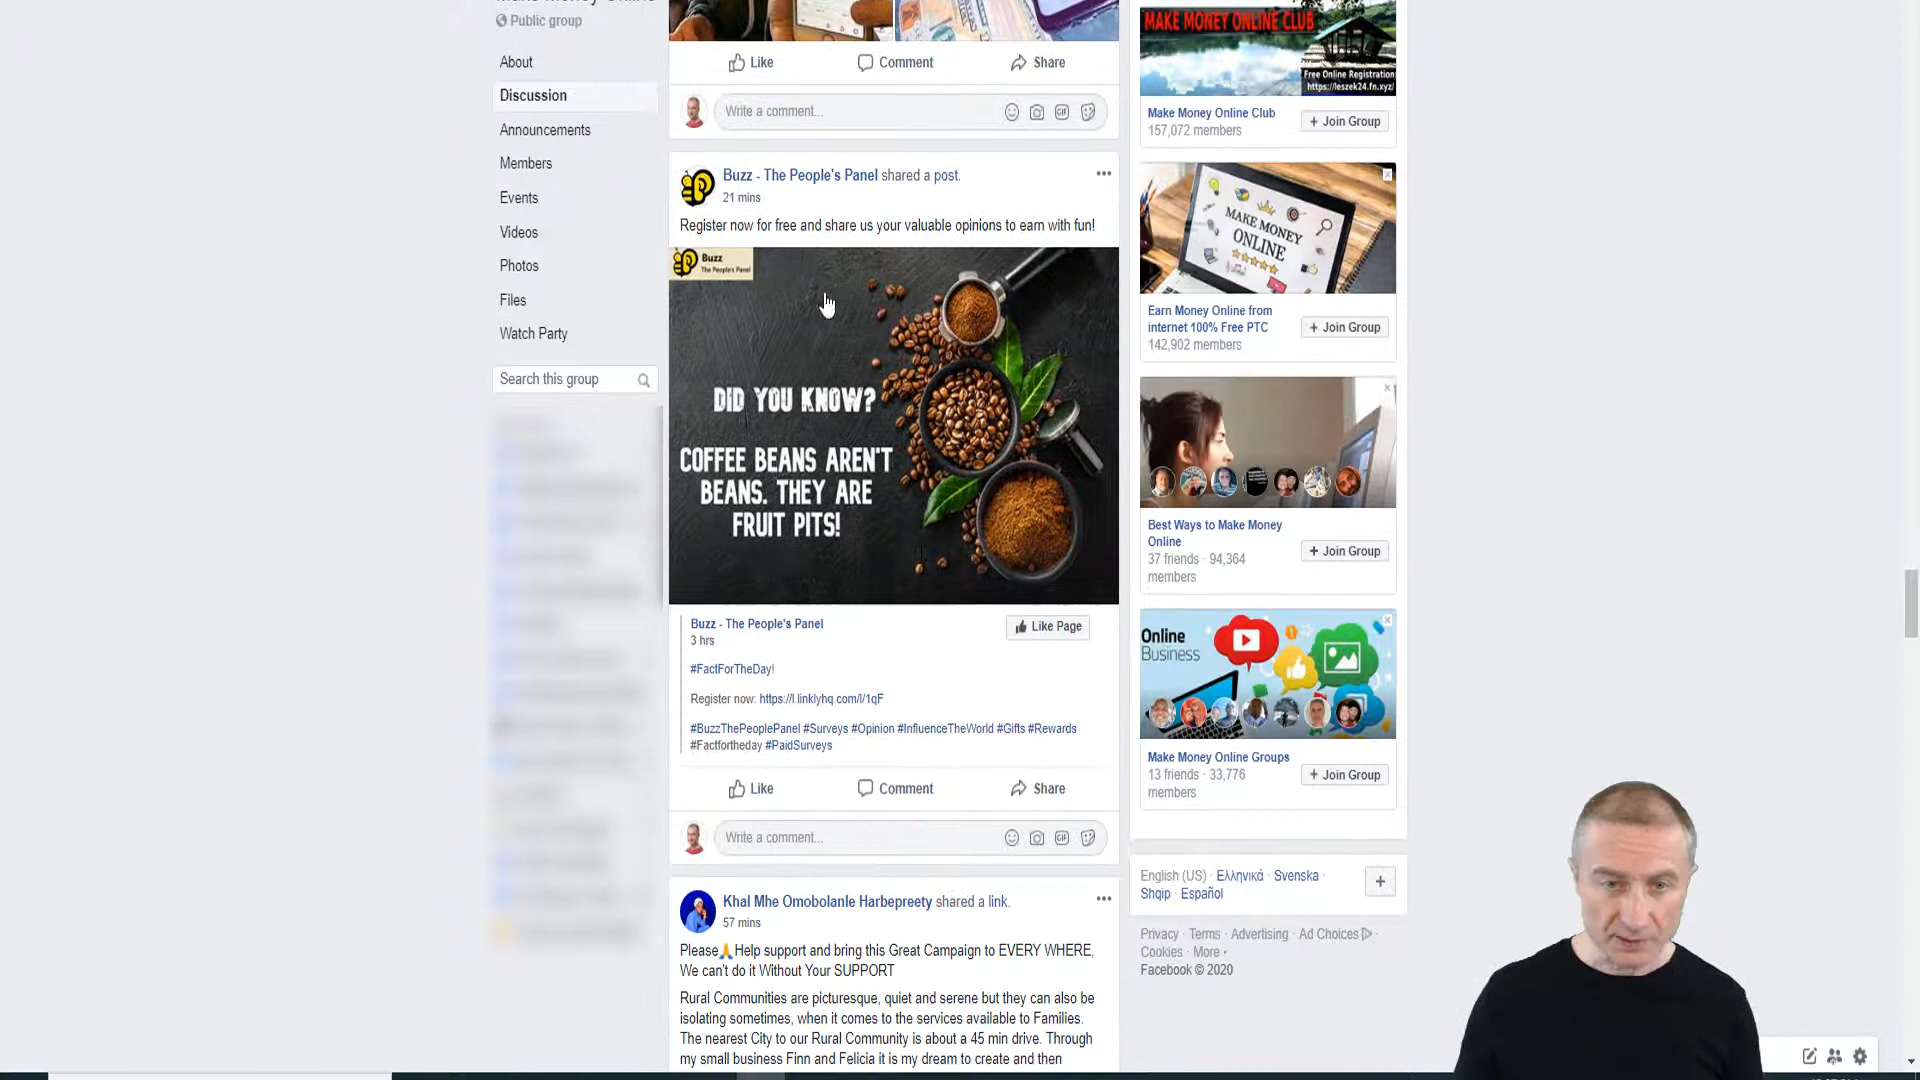 Public group
About
Discussion
Announcements
Members
Events
Videos
Photos
Files
Watch Party
Search this group
Like
Comment
Share
Write a comment...
GIF
Buzz - The People's Panel shared a post.
21 mins
Register now for free and share us your valuable opinions to earn with fun!
Buzz
The People's Panel
DID YOU KNOW?
COFFEE BEANS AREN'T
BEANS. THEY ARE
FRUIT PITS!
Buzz - The People's Panel
3 hrs
Like Page
#FactForTheDay!
Register now: https://l.linklyhq.com/l/1qF
#BuzzThePeoplePanel #Surveys #Opinion #InfluenceTheWorld #Gifts #Rewards
#Factfortheday #PaidSurveys
Like
Comment
Share
Write a comment...
GIF
Khal Mhe Omobolanle Harbepreety shared a link.
57 mins
Please🙏Help support and bring this Great Campaign to EVERY WHERE,
We can't do it Without Your SUPPORT
Rural Communities are picturesque, quiet and serene but they can also be
isolating sometimes, when it comes to the services available to Families.
The nearest City to our Rural Community is about a 45 min drive. Through
my small business Finn and Felicia it is my dream to create and then
MAKE MONEY ONLINE CLUB
Free Online Registration:
https://leszek24.fn.xyz/
Make Money Online Club
157,072 members
+ Join Group
MAKE MONEY
ONLINE
Earn Money Online from
internet 100% Free PTC
142,902 members
+ Join Group
Best Ways to Make Money
Online
37 friends · 94,364
members
+ Join Group
Online
Business
Make Money Online Groups
13 friends · 33,776
members
+ Join Group
English (US) · Ελληνικά · Svenska ·
Shqip · Español
Privacy · Terms · Advertising · Ad Choices ·
Cookies · More
Facebook © 2020